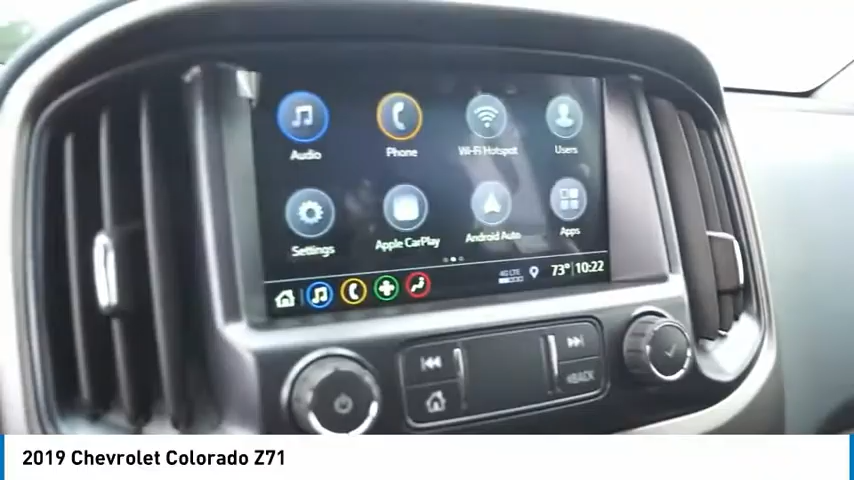 Audio Phone Wi-Fi Hotspot Users
Settings Apple CarPlay Android Auto Apps
4G LTE 73° 10:22
BACK
2019 Chevrolet Colorado Z71